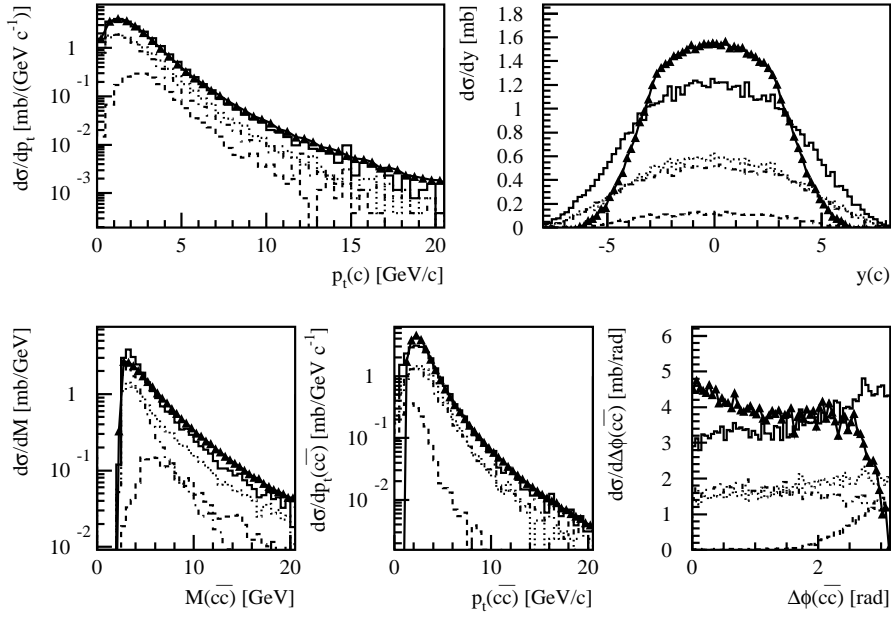 dσ/dpt [mb/(GeV c-1)]
1
10-1
10-2
10-3
0 5 10 15 20
pt(c) [GeV/c]
dσ/dy [mb]
1.8
1.6
1.4
1.2
1
0.8
0.6
0.4
0.2
0
-5 0 5
y(c)
dσ/dM [mb/GeV]
1
10-1
10-2
0 10 20
M(cc̅) [GeV]
dσ/dpt(cc̅) [mb/GeV c-1]
1
10-1
10-2
0 10 20
pt(cc̅) [GeV/c]
dσ/dΔϕ(cc̅) [mb/rad]
6
5
4
3
2
1
0
0 2
Δϕ(cc̅) [rad]